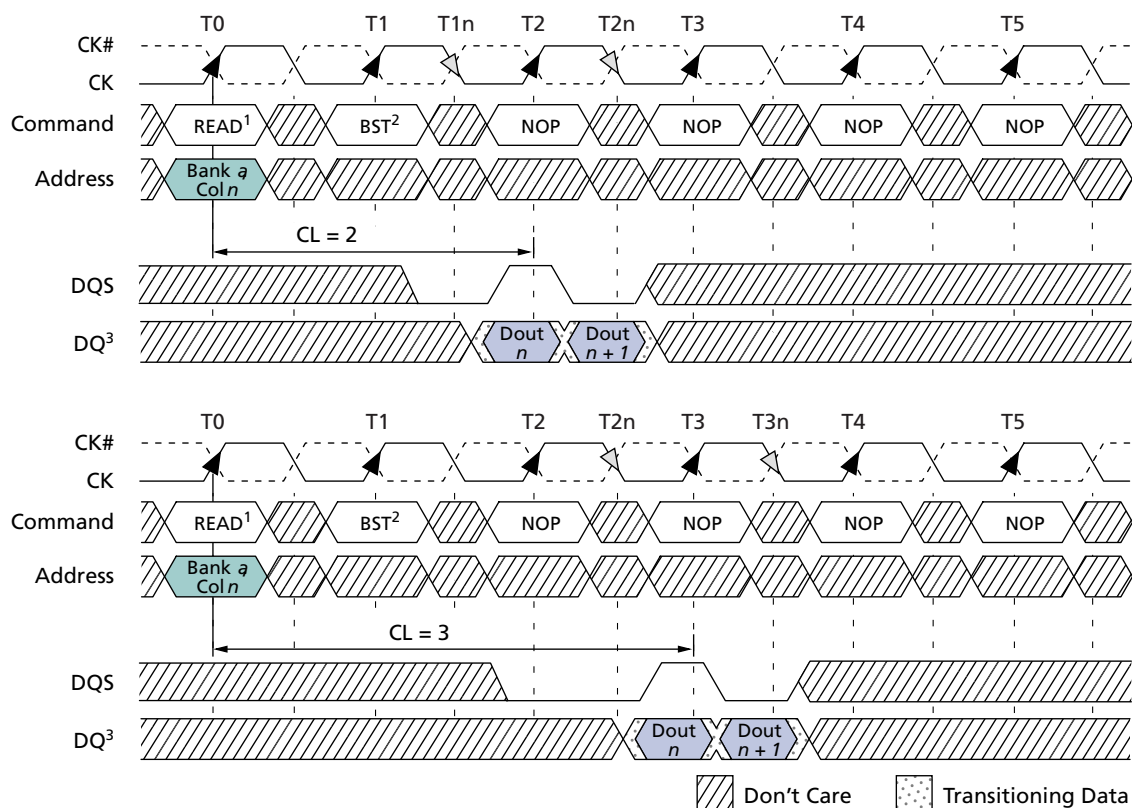 T0 T1 T1n T2 T2n T3 T4 T5
CK#
CK
Command READ¹ BST² NOP NOP NOP NOP
Address Bank a,
Col n
CL = 2
DQS
DQ³ Dout
n Dout
n + 1
T0 T1 T2 T2n T3 T3n T4 T5
CK#
CK
Command READ¹ BST² NOP NOP NOP NOP
Address Bank a,
Col n
CL = 3
DQS
DQ³ Dout
n Dout
n + 1
Don't Care Transitioning Data